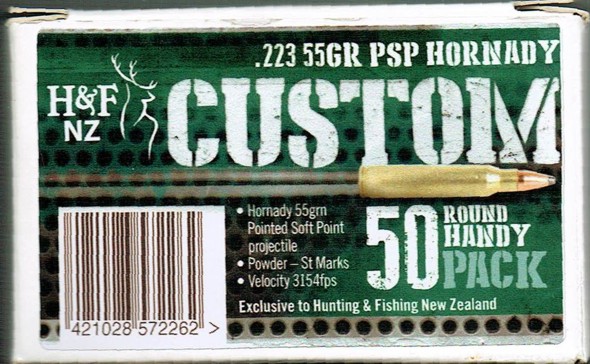 .223 55GR PSP HORNADY
H&F
NZ
CUSTOM
• Hornady 55grn
Pointed Soft Point
projectile
• Powder – St Marks
• Velocity 3154fps
50
ROUND
HANDY
PACK
Exclusive to Hunting & Fishing New Zealand
421028 572262 >